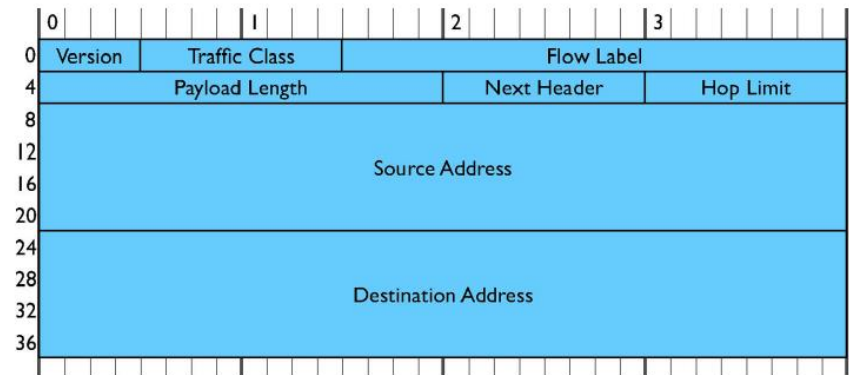 0 1 2 3
0 Version Traffic Class Flow Label
4 Payload Length Next Header Hop Limit
8
12
Source Address
16
20
24
28
Destination Address
32
36